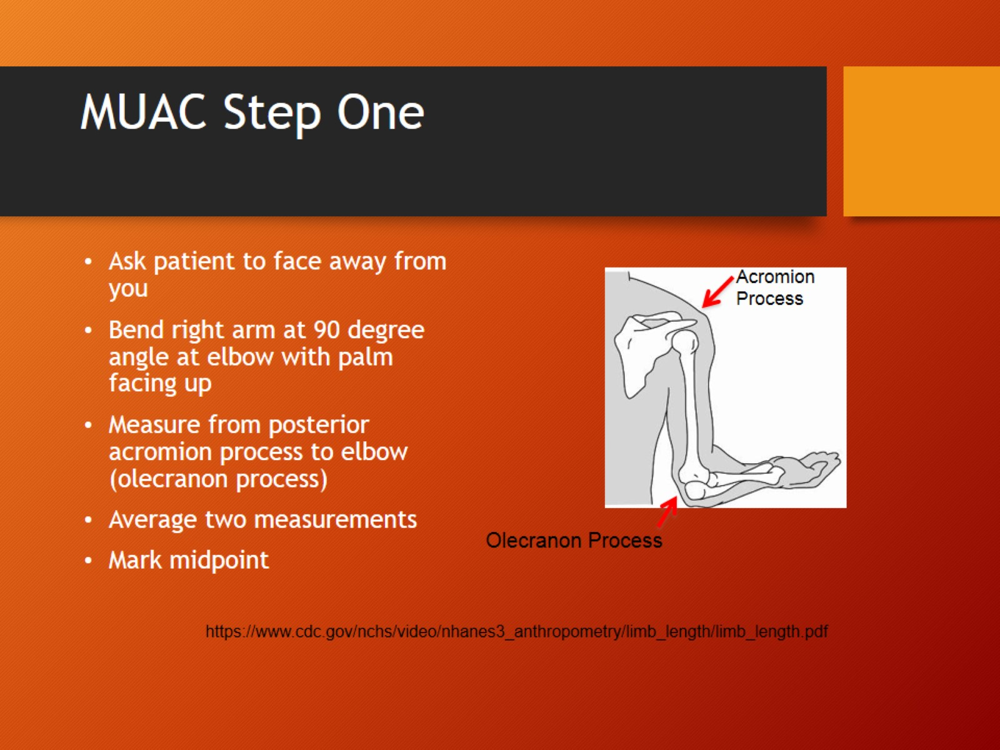 MUAC Step One
• Ask patient to face away from
you
• Bend right arm at 90 degree
angle at elbow with palm
facing up
• Measure from posterior
acromion process to elbow
(olecranon process)
• Average two measurements
• Mark midpoint
Acromion
Process
Olecranon Process
https://www.cdc.gov/nchs/video/nhanes3_anthropometry/limb_length/limb_length.pdf